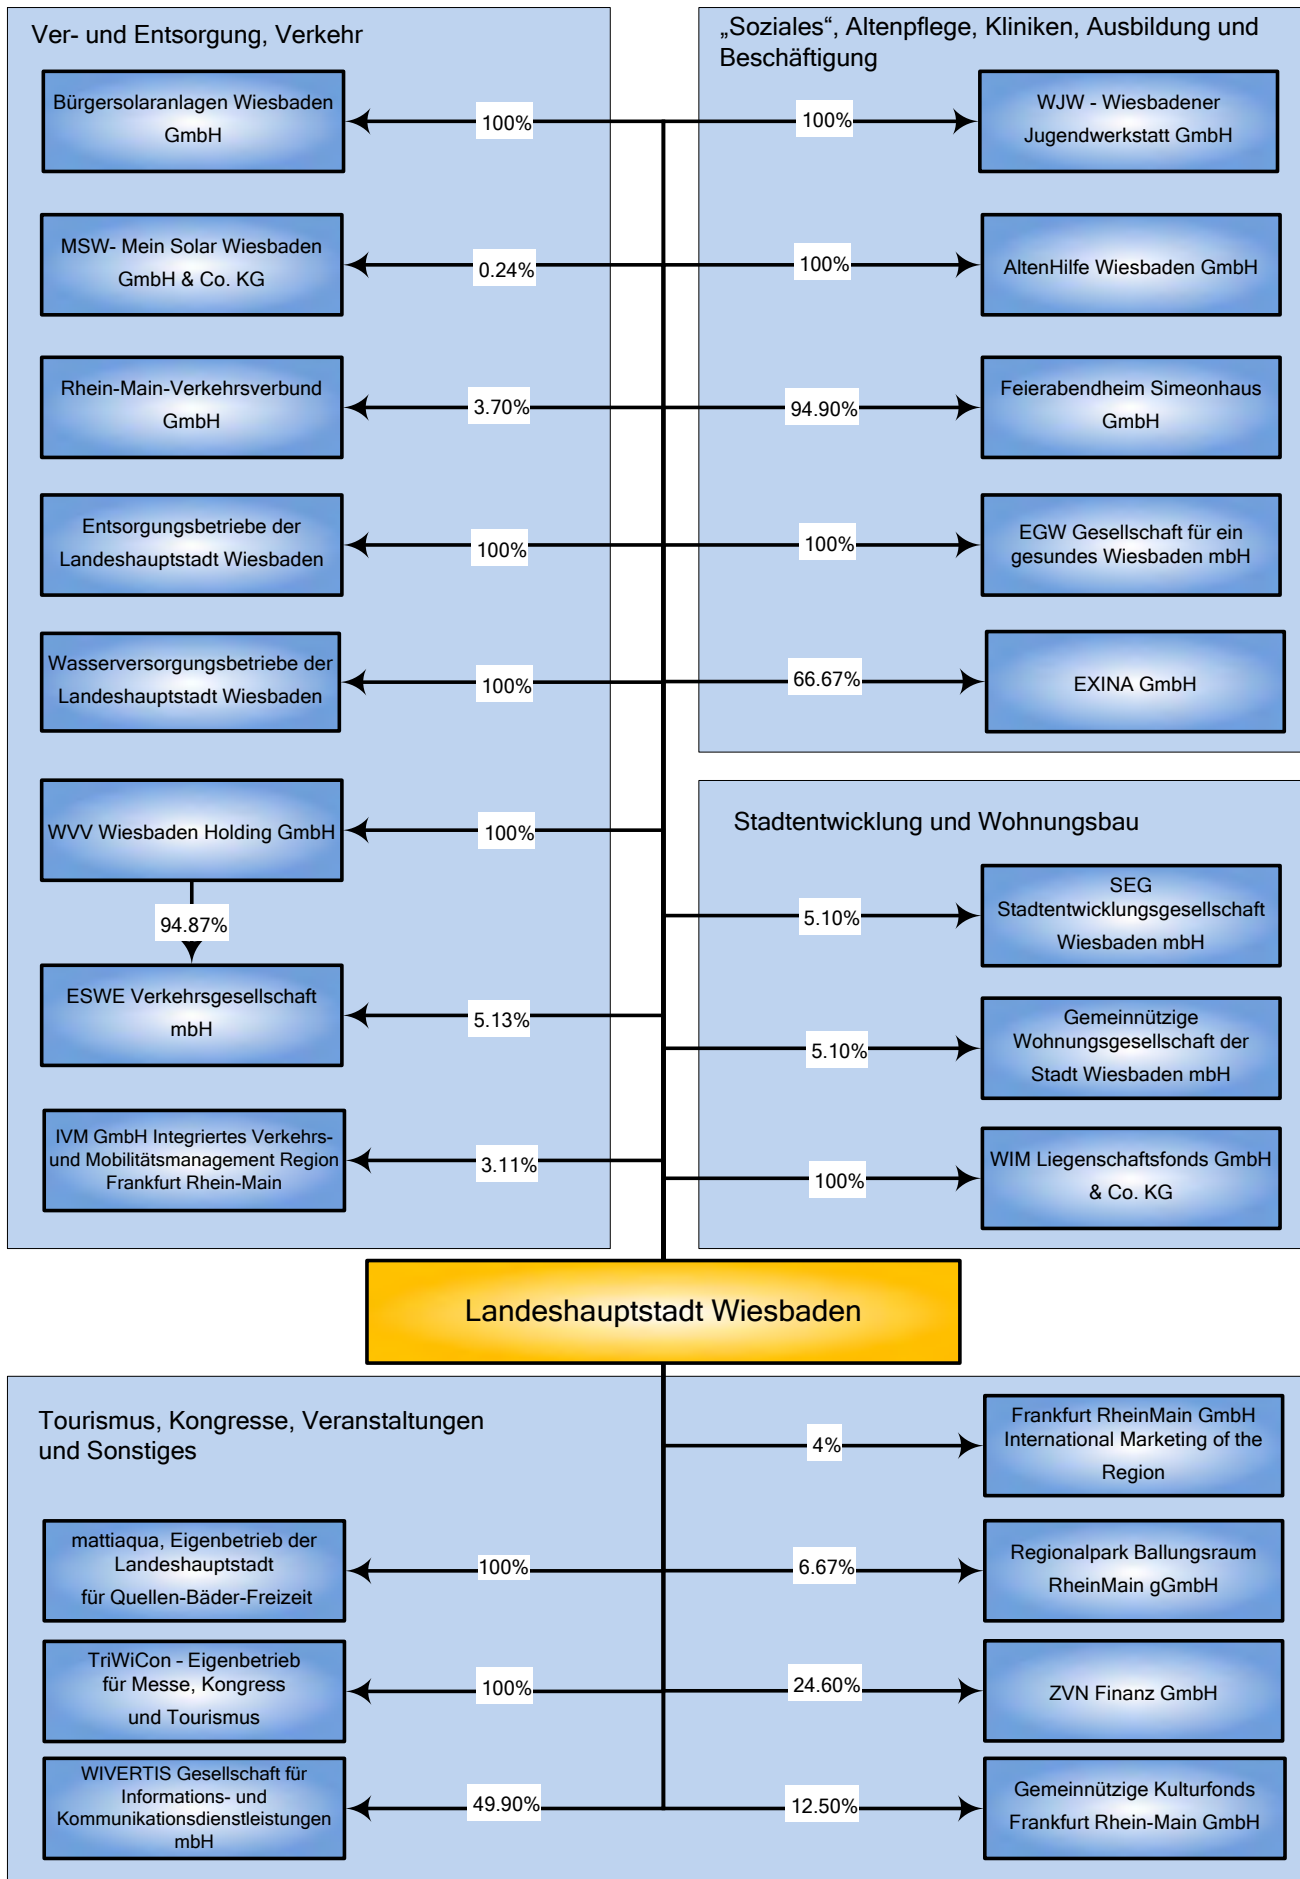 Ver- und Entsorgung, Verkehr
Bürgersolaranlagen Wiesbaden
GmbH
100%
MSW- Mein Solar Wiesbaden
GmbH & Co. KG
0.24%
Rhein-Main-Verkehrsverbund
GmbH
3.70%
Entsorgungsbetriebe der
Landeshauptstadt Wiesbaden
100%
Wasserversorgungsbetriebe der
Landeshauptstadt Wiesbaden
100%
WVV Wiesbaden Holding GmbH
100%
94.87%
ESWE Verkehrsgesellschaft
mbH
5.13%
IVM GmbH Integriertes Verkehrs-
und Mobilitätsmanagement Region
Frankfurt Rhein-Main
3.11%
„Soziales“, Altenpflege, Kliniken, Ausbildung und
Beschäftigung
100%
WJW - Wiesbadener
Jugendwerkstatt GmbH
100%
AltenHilfe Wiesbaden GmbH
94.90%
Feierabendheim Simeonhaus
GmbH
100%
EGW Gesellschaft für ein
gesundes Wiesbaden mbH
66.67%
EXINA GmbH
Stadtentwicklung und Wohnungsbau
5.10%
SEG
Stadtentwicklungsgesellschaft
Wiesbaden mbH
5.10%
Gemeinnützige
Wohnungsgesellschaft der
Stadt Wiesbaden mbH
100%
WIM Liegenschaftsfonds GmbH
& Co. KG
Landeshauptstadt Wiesbaden
Tourismus, Kongresse, Veranstaltungen
und Sonstiges
mattiaqua, Eigenbetrieb der
Landeshauptstadt
für Quellen-Bäder-Freizeit
100%
TriWiCon - Eigenbetrieb
für Messe, Kongress
und Tourismus
100%
WIVERTIS Gesellschaft für
Informations- und
Kommunikationsdienstleistungen
mbH
49.90%
4%
Frankfurt RheinMain GmbH
International Marketing of the
Region
6.67%
Regionalpark Ballungsraum
RheinMain gGmbH
24.60%
ZVN Finanz GmbH
12.50%
Gemeinnützige Kulturfonds
Frankfurt Rhein-Main GmbH